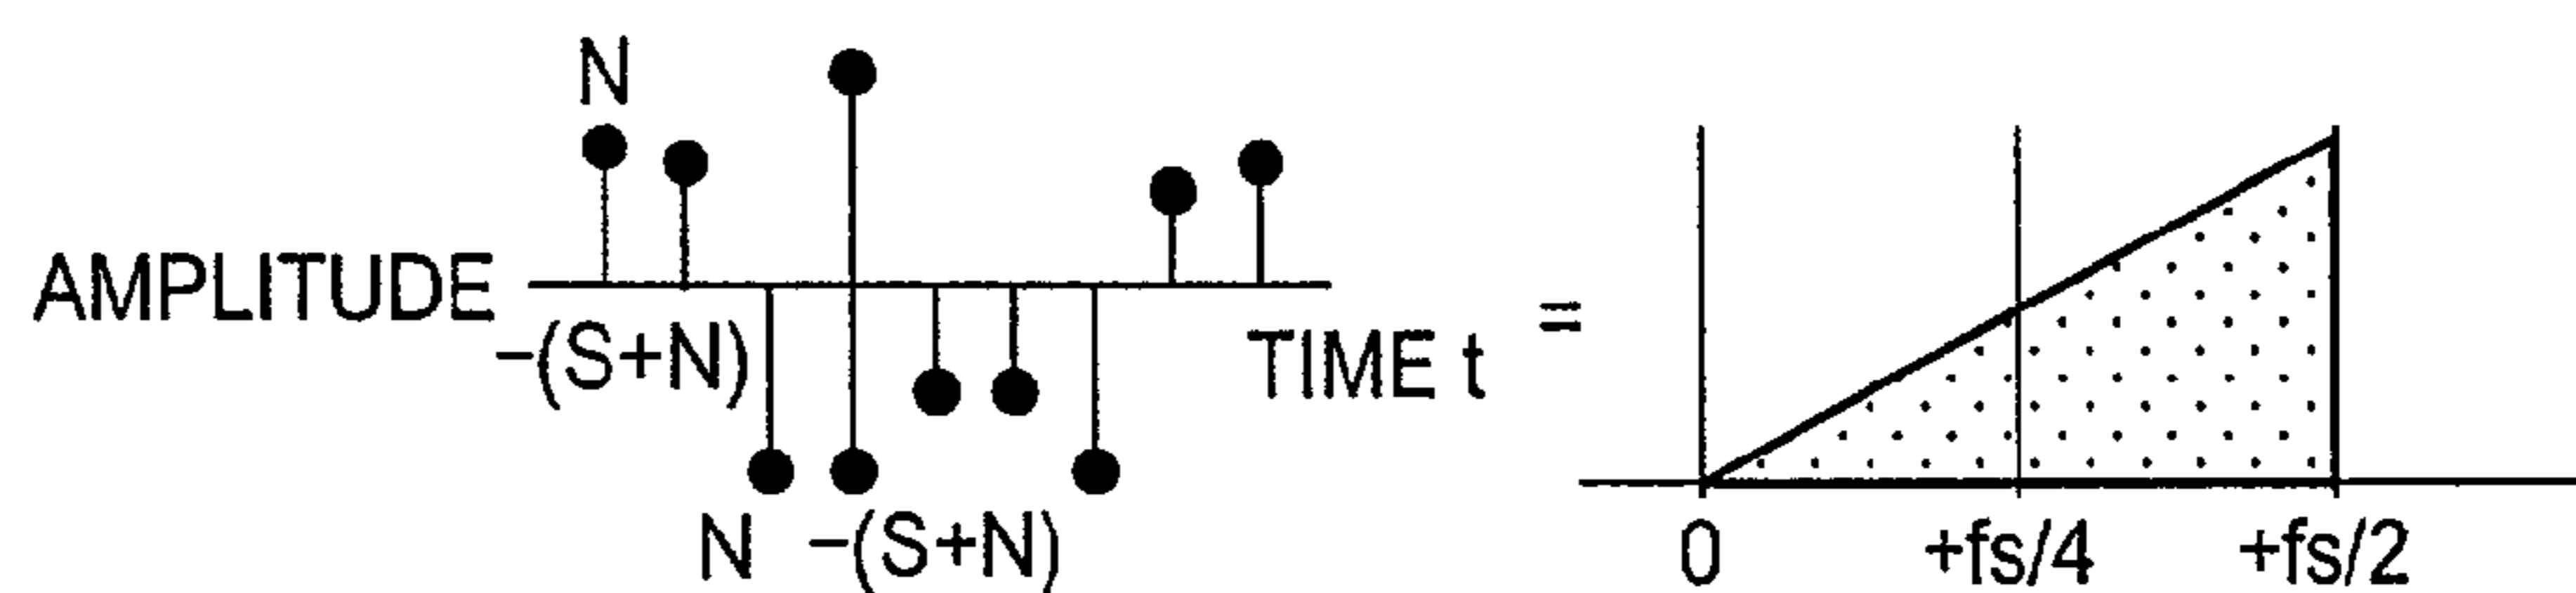 N
AMPLITUDE
-(S+N)
TIME t
=
N
-(S+N)
0
+fs/4
+fs/2